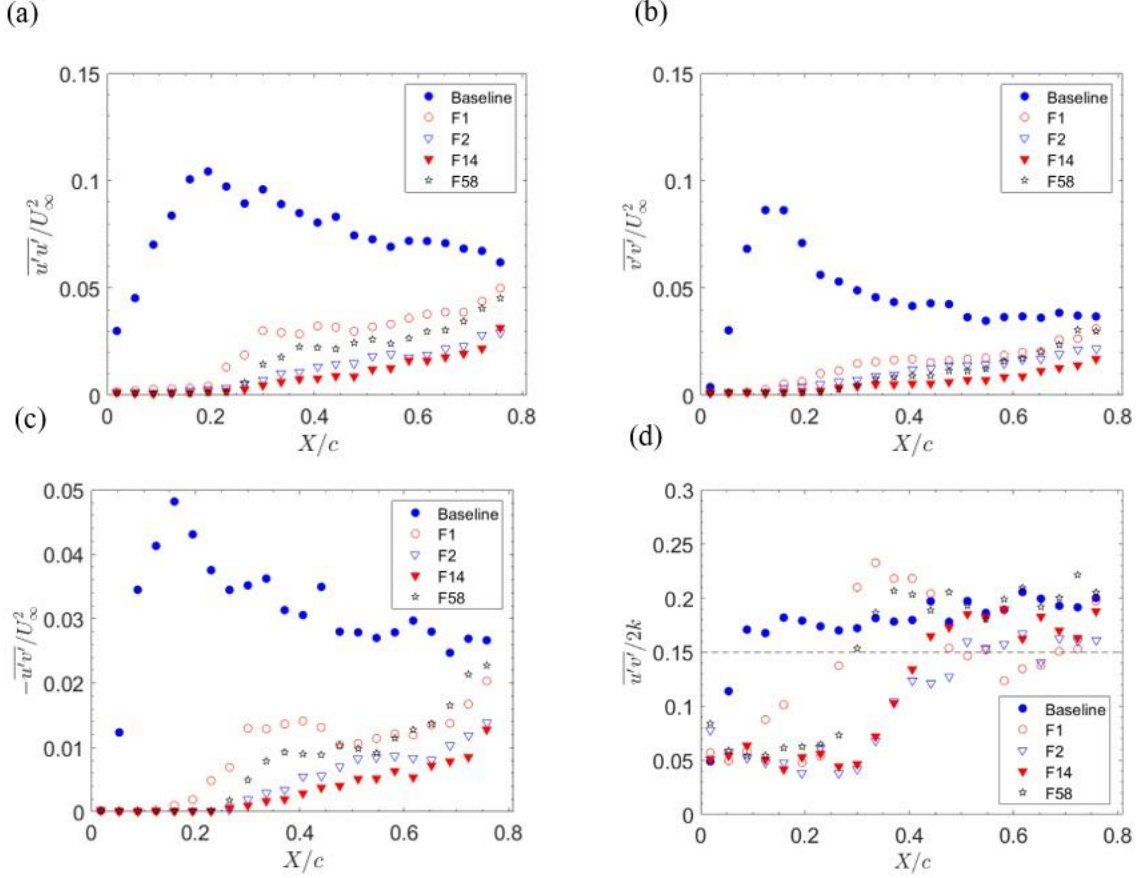 (a)
0.15
0.1
0.05
0
0 0.2 0.4 0.6 0.8
X/c
u'u'/U∞²
Baseline
F1
F2
F14
F58
(b)
0.15
0.1
0.05
0
0 0.2 0.4 0.6 0.8
X/c
v'v'/U∞²
Baseline
F1
F2
F14
F58
(c)
0.05
0.04
0.03
0.02
0.01
0
0 0.2 0.4 0.6 0.8
X/c
-u'v'/U∞²
Baseline
F1
F2
F14
F58
(d)
0.3
0.25
0.2
0.15
0.1
0.05
0
0 0.2 0.4 0.6 0.8
X/c
u'v'/2k
Baseline
F1
F2
F14
F58